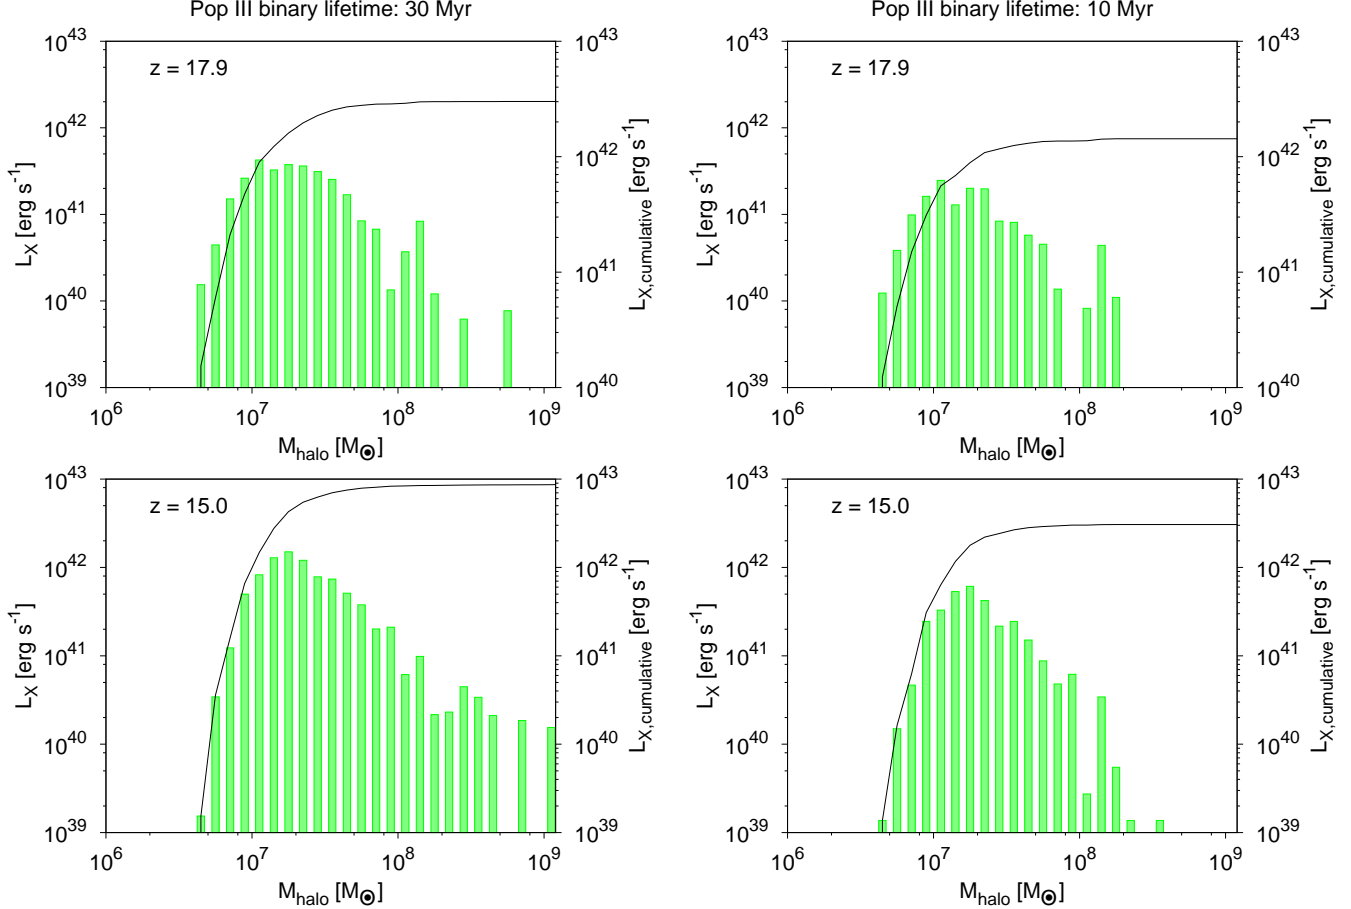 Pop III binary lifetime: 30 Myr
Pop III binary lifetime: 10 Myr
z = 17.9
10^43
10^42
10^41
10^40
10^39
L_X [erg s^-1]
10^43
10^42
10^41
10^40
L_X,cumulative [erg s^-1]
10^6 10^7 10^8 10^9
M_halo [M_⊙]
z = 17.9
10^43
10^42
10^41
10^40
10^39
L_X [erg s^-1]
10^43
10^42
10^41
10^40
L_X,cumulative [erg s^-1]
10^6 10^7 10^8 10^9
M_halo [M_⊙]
z = 15.0
10^43
10^42
10^41
10^40
10^39
L_X [erg s^-1]
10^43
10^42
10^41
10^40
10^39
L_X,cumulative [erg s^-1]
10^6 10^7 10^8 10^9
M_halo [M_⊙]
z = 15.0
10^43
10^42
10^41
10^40
10^39
L_X [erg s^-1]
10^43
10^42
10^41
10^40
10^39
L_X,cumulative [erg s^-1]
10^6 10^7 10^8 10^9
M_halo [M_⊙]